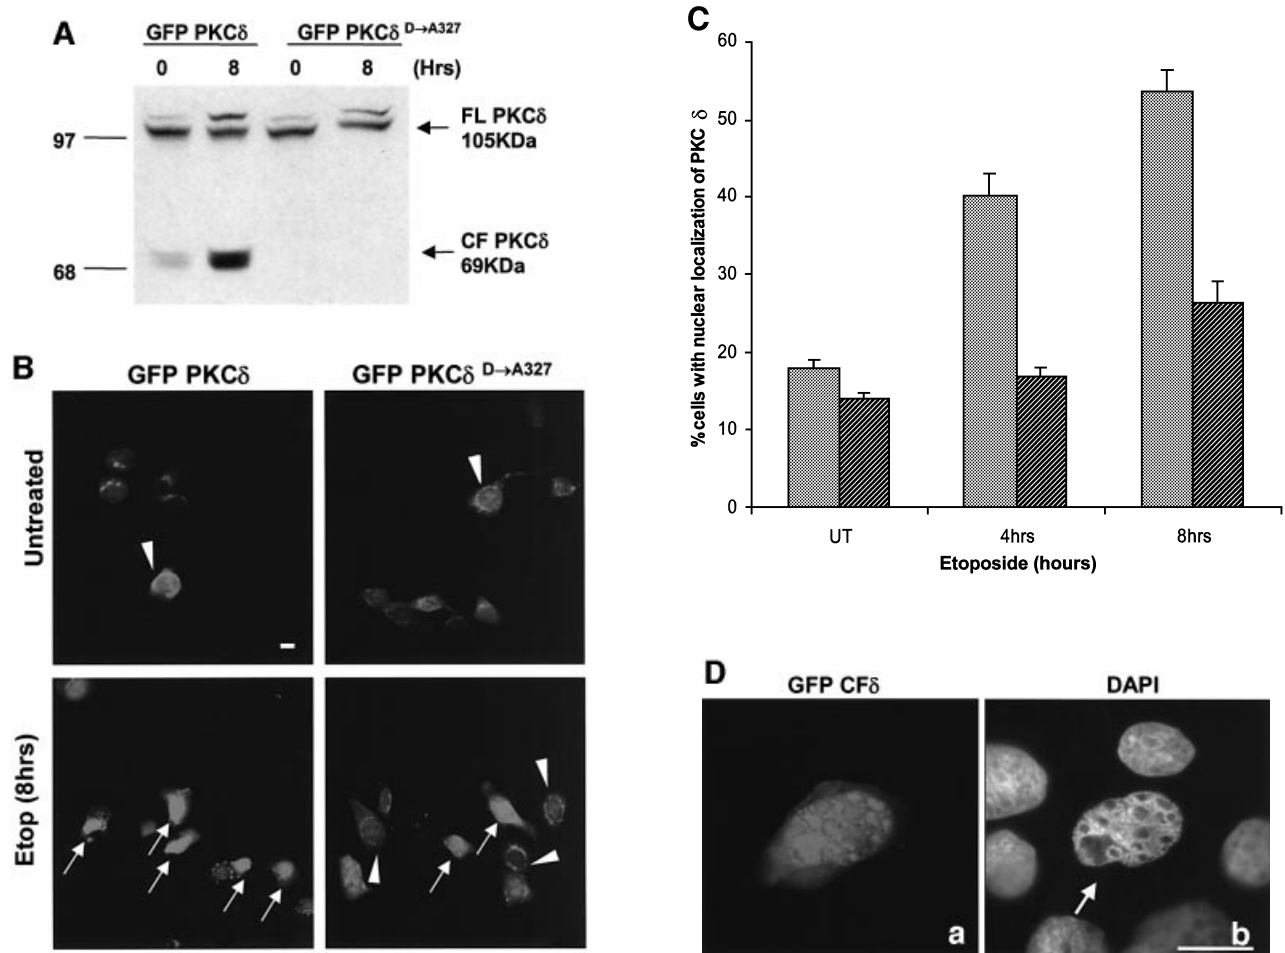 A
GFP PKCδ GFP PKCδ D→A327
0 8 0 8 (Hrs)
97
FL PKCδ
105KDa
68
CF PKCδ
69KDa
B
GFP PKCδ GFP PKCδ D→A327
Untreated
Etop (8hrs)
C
60
50
40
30
20
10
0
%cells with nuclear localization of PKC δ
UT 4hrs 8hrs
Etoposide (hours)
D
GFP CFδ DAPI
a b